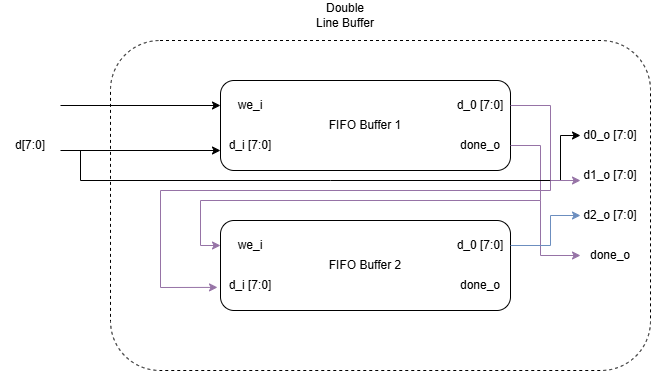 Double
Line Buffer
we_i
d_0 [7:0]
FIFO Buffer 1
d_i [7:0]
done_o
d[7:0]
d0_o [7:0]
d1_o [7:0]
d2_o [7:0]
done_o
we_i
d_0 [7:0]
FIFO Buffer 2
d_i [7:0]
done_o